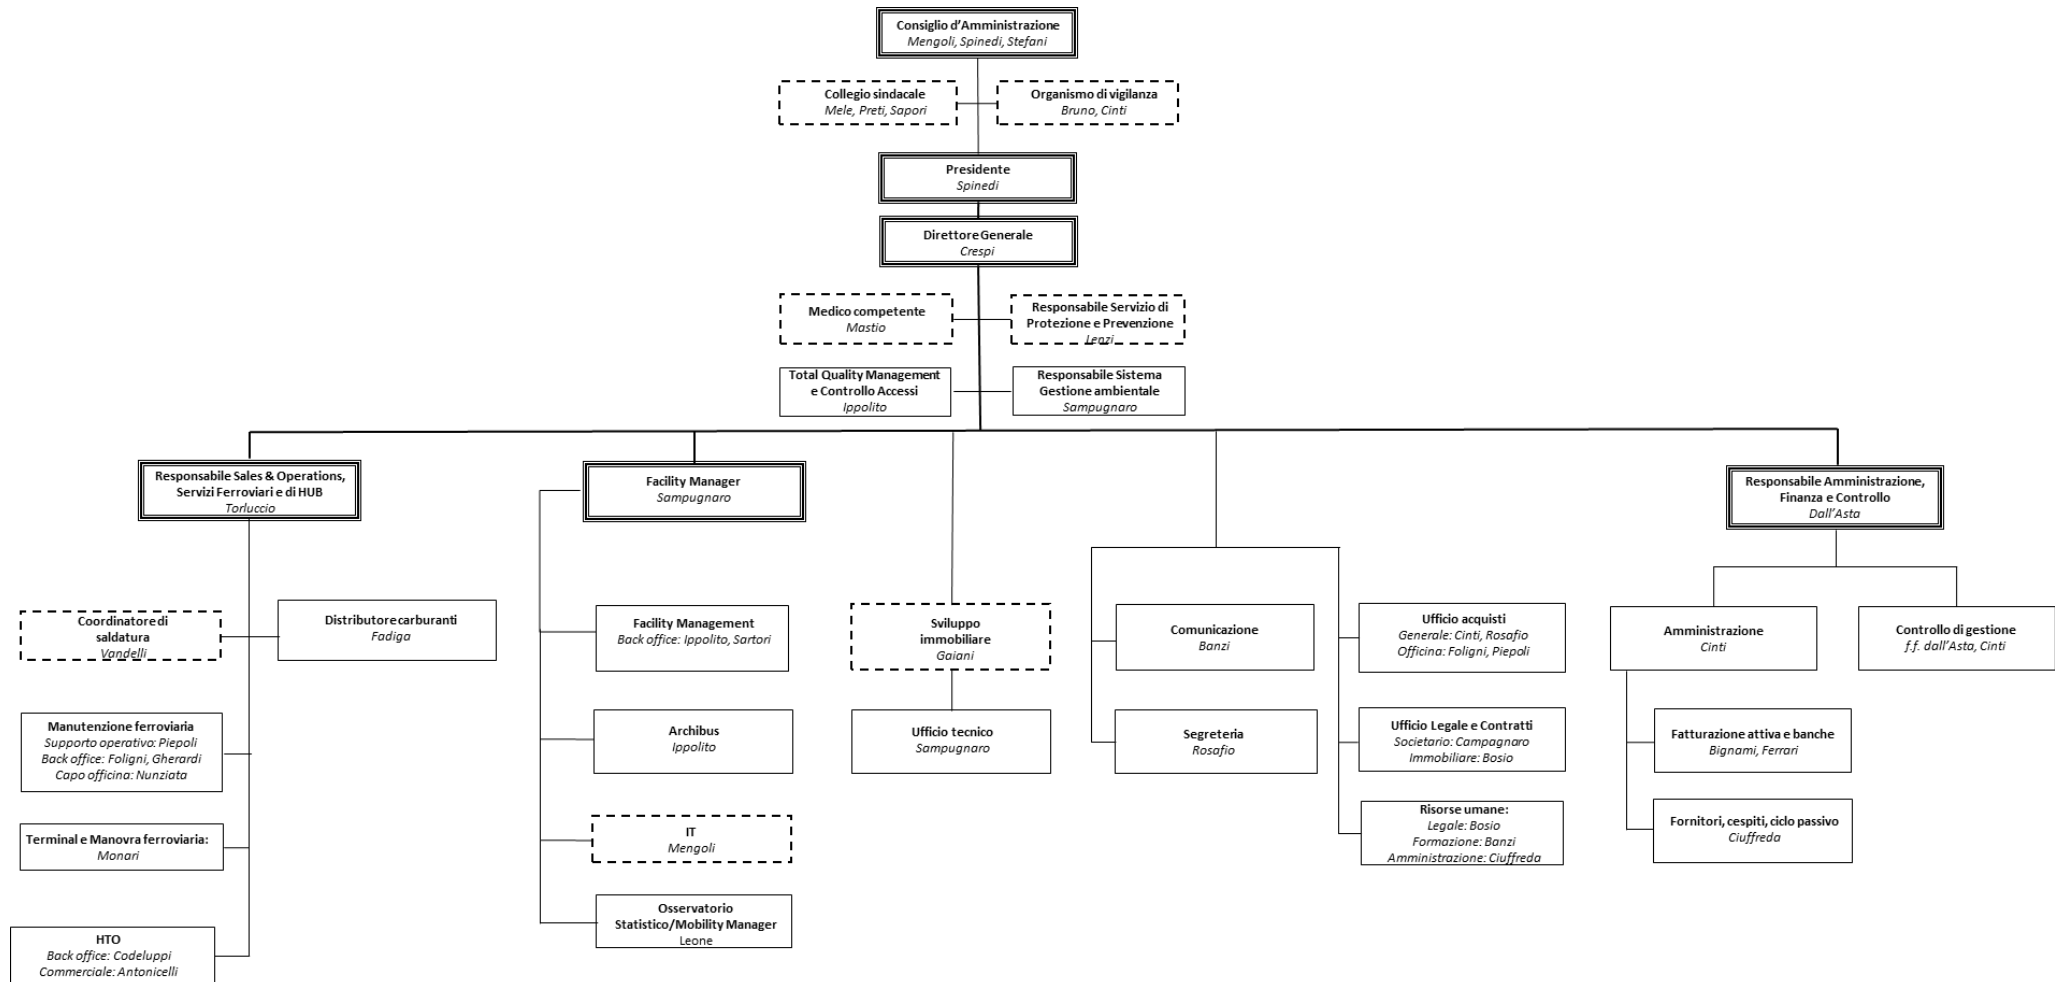 Consiglio d'Amministrazione
Mengoli, Spinedi, Stefani
Collegio sindacale
Mele, Preti, Sapori
Organismo di vigilanza
Bruno, Cinti
Presidente
Spinedi
Direttore Generale
Crespi
Medico competente
Mastio
Responsabile Servizio di
Protezione e Prevenzione
Lenzi
Total Quality Management
e Controllo Accessi
Ippolito
Responsabile Sistema
Gestione ambientale
Sampugnaro
Responsabile Sales & Operations,
Servizi Ferroviari e di HUB
Torluccio
Facility Manager
Sampugnaro
Responsabile Amministrazione,
Finanza e Controllo
Dall'Asta
Coordinatore di
saldatura
Vandelli
Distributore carburanti
Fadiga
Manutenzione ferroviaria
Supporto operativo: Piepoli
Back office: Foligni, Gherardi
Capo officina: Nunziata
Terminal e Manovra ferroviaria:
Monari
HTO
Back office: Codeluppi
Commerciale: Antonicelli
Facility Management
Back office: Ippolito, Sartori
Archibus
Ippolito
IT
Mengoli
Osservatorio
Statistico/Mobility Manager
Leone
Sviluppo
immobiliare
Gaiani
Ufficio tecnico
Sampugnaro
Comunicazione
Banzi
Segreteria
Rosafio
Ufficio acquisti
Generale: Cinti, Rosafio
Officina: Foligni, Piepoli
Ufficio Legale e Contratti
Societario: Campagnaro
Immobiliare: Bosio
Risorse umane:
Legale: Bosio
Formazione: Banzi
Amministrazione: Ciuffreda
Amministrazione
Cinti
Controllo di gestione
f.f. dall'Asta, Cinti
Fatturazione attiva e banche
Bignami, Ferrari
Fornitori, cespiti, ciclo passivo
Ciuffreda